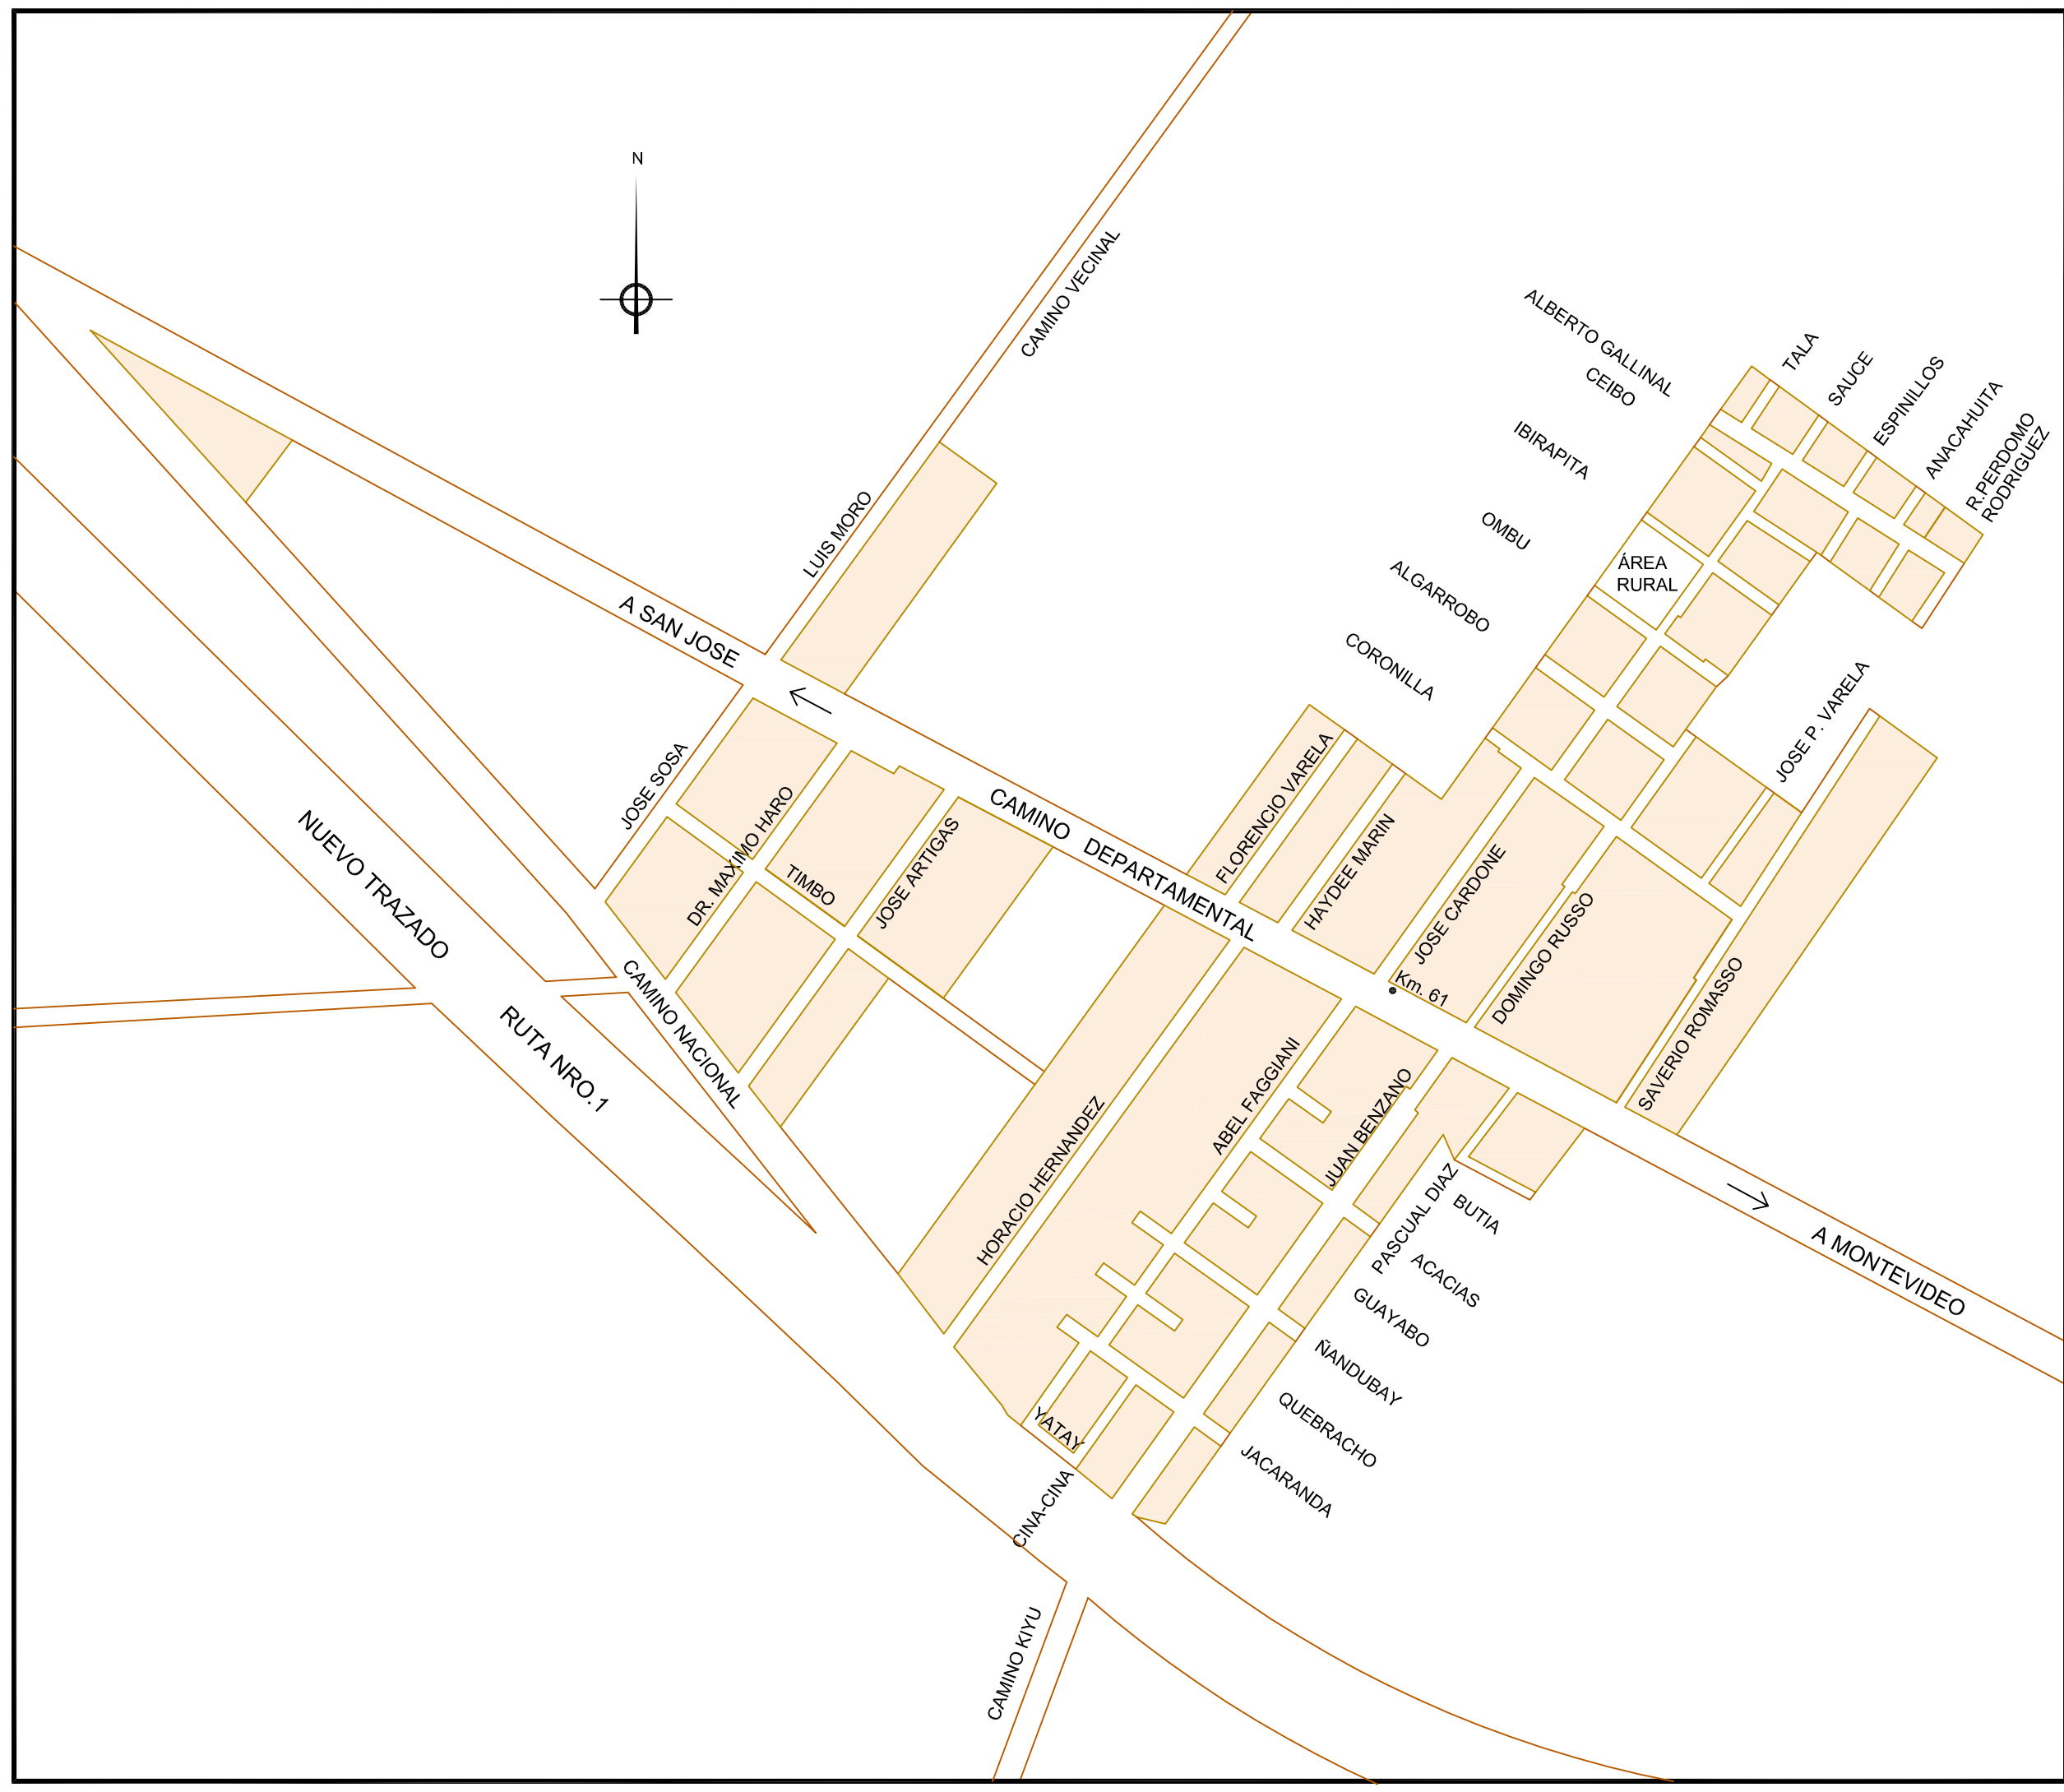 N
CAMINO VECINAL
ALBERTO GALLINAL
CEIBO
TALA
SAUCE
ESPINILLOS
ANACAHUITA
R.PERDOMO
RODRIGUEZ
IBIRAPITA
OMBU
ÁREA
RURAL
ALGARROBO
CORONILLA
LUIS MORO
A SAN JOSE
JOSE SOSA
DR. MAXIMO HARO
TIMBO
JOSE ARTIGAS
CAMINO DEPARTAMENTAL
FLORENCIO VARELA
HAYDEE MARIN
JOSE CARDONE
Km. 61
DOMINGO RUSSO
JOSE P. VARELA
SAVERIO ROMASSO
NUEVO TRAZADO
RUTA NRO.1
CAMINO NACIONAL
HORACIO HERNANDEZ
ABEL FAGGIANI
JUAN BENZANO
PASCUAL DIAZ
BUTIA
ACACIAS
GUAYABO
ÑANDUBAY
QUEBRACHO
JACARANDA
A MONTEVIDEO
YATAY
CINA-CINA
CAMINO KIYU